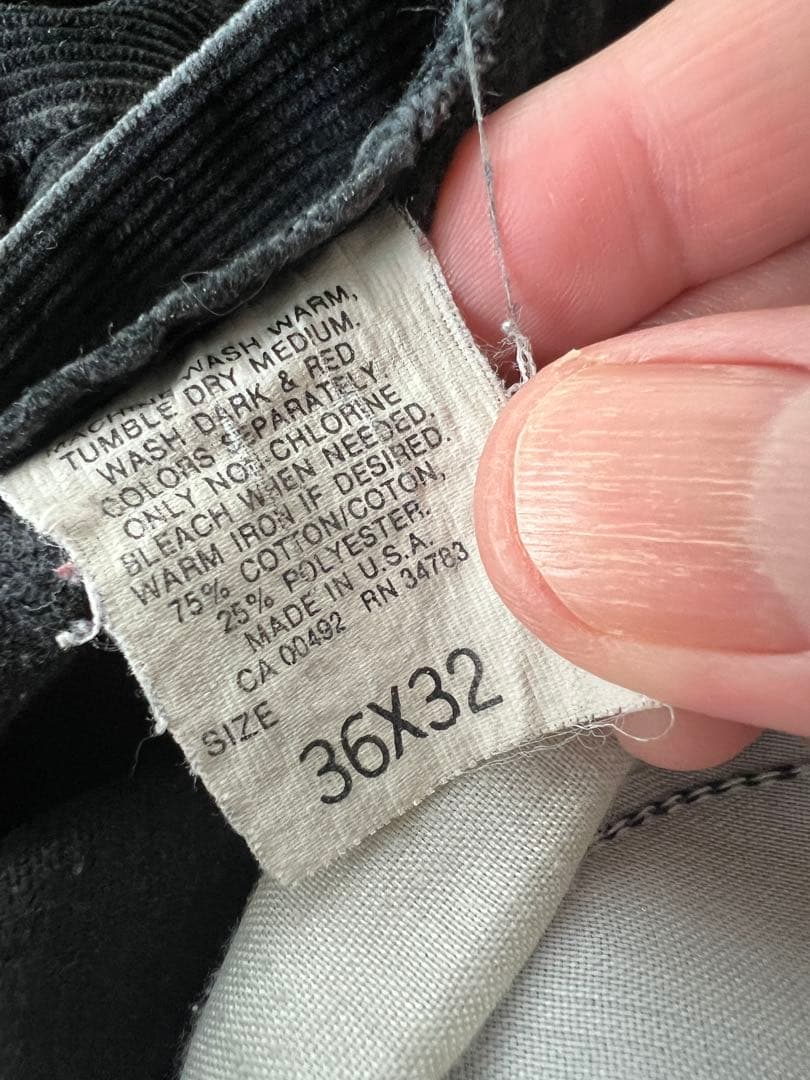 MACHINE WASH WARM,
TUMBLE DRY MEDIUM.
WASH DARK & RED
COLORS SEPARATELY.
ONLY NON-CHLORINE
BLEACH WHEN NEEDED.
WARM IRON IF DESIRED.
75% COTTON/COTON,
25% POLYESTER.
MADE IN U.S.A.
CA 00492 RN 34783
SIZE
36X32